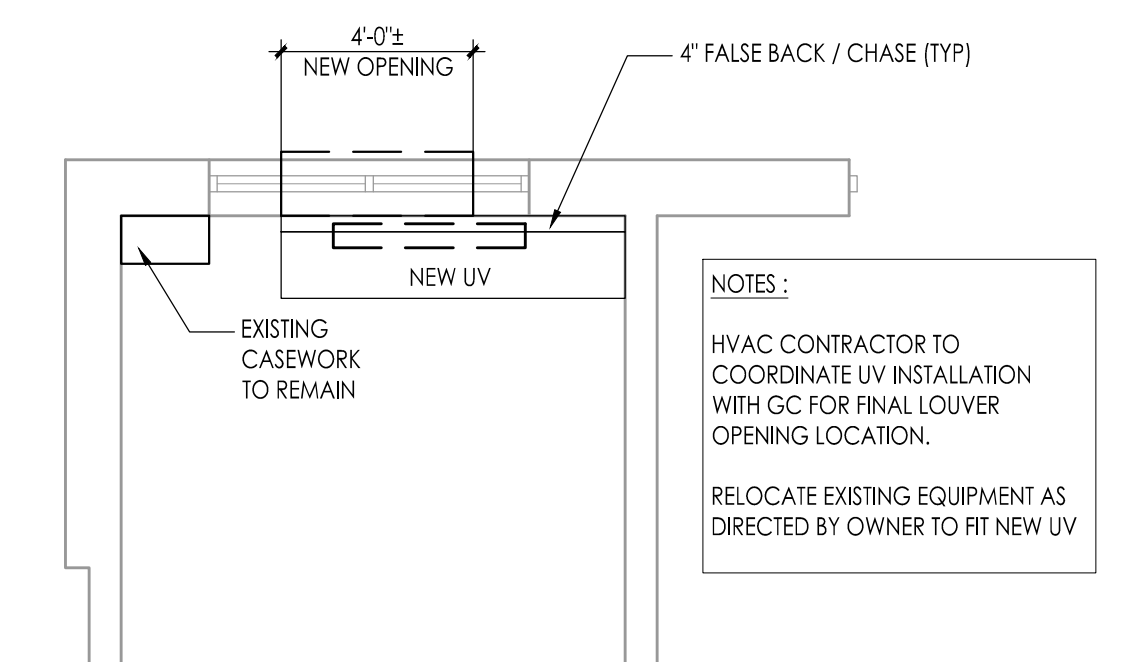 4'-0"±
NEW OPENING
4" FALSE BACK / CHASE (TYP)
NEW UV
EXISTING
CASEWORK
TO REMAIN
NOTES :
HVAC CONTRACTOR TO
COORDINATE UV INSTALLATION
WITH GC FOR FINAL LOUVER
OPENING LOCATION.
RELOCATE EXISTING EQUIPMENT AS
DIRECTED BY OWNER TO FIT NEW UV